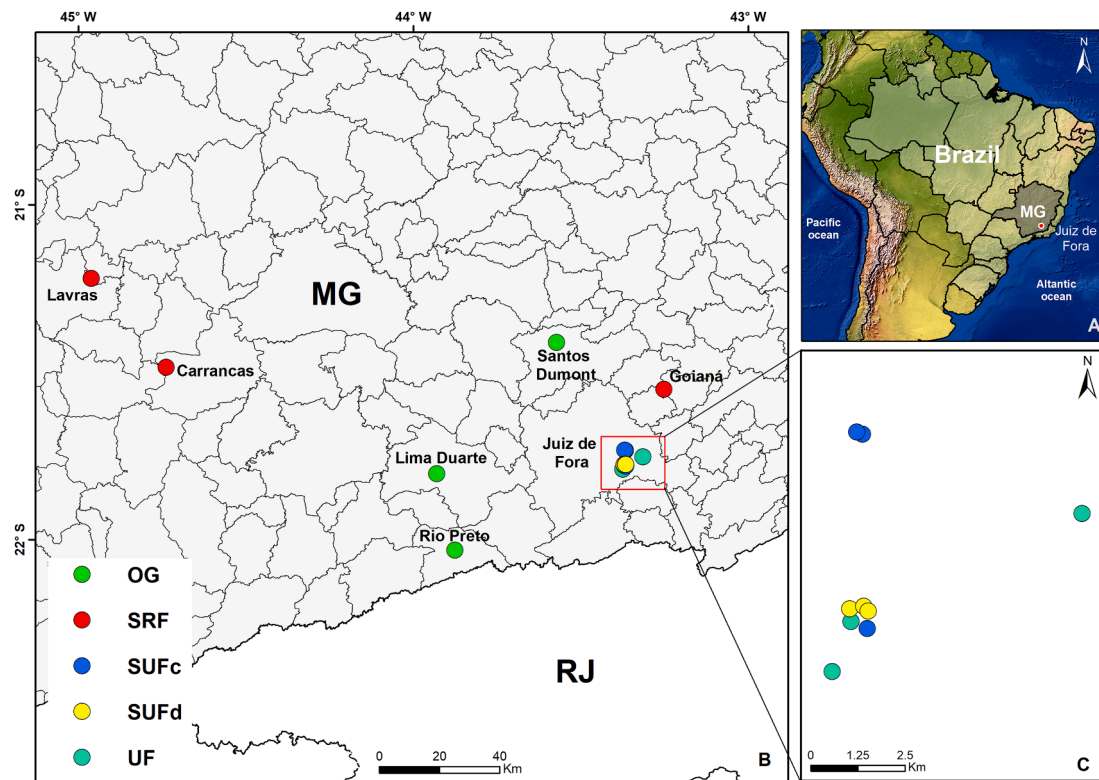 45° W
44° W
43° W
21° S
22° S
Lavras
Carrancas
MG
Santos
Dumont
Goianá
Juiz de
Fora
Lima Duarte
Rio Preto
RJ
OG
SRF
SUFc
SUFd
UF
0
20
40
Km
B
N
Brazil
MG
Juiz de
Fora
Pacific
ocean
Altantic
ocean
A
N
0
1.25
2.5
Km
C